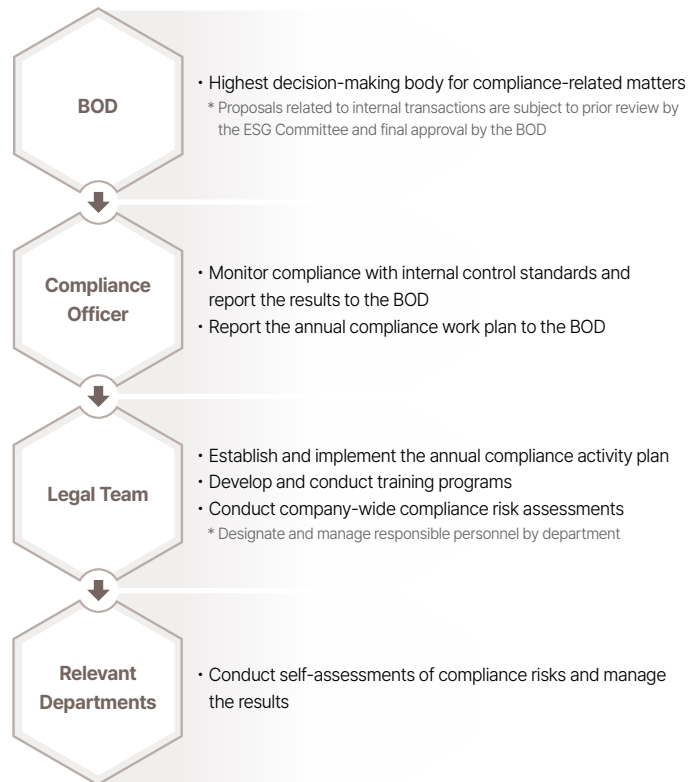 BOD
· Highest decision-making body for compliance-related matters
* Proposals related to internal transactions are subject to prior review by
the ESG Committee and final approval by the BOD
Compliance
Officer
· Monitor compliance with internal control standards and
report the results to the BOD
· Report the annual compliance work plan to the BOD
Legal Team
· Establish and implement the annual compliance activity plan
· Develop and conduct training programs
· Conduct company-wide compliance risk assessments
* Designate and manage responsible personnel by department
Relevant
Departments
· Conduct self-assessments of compliance risks and manage
the results